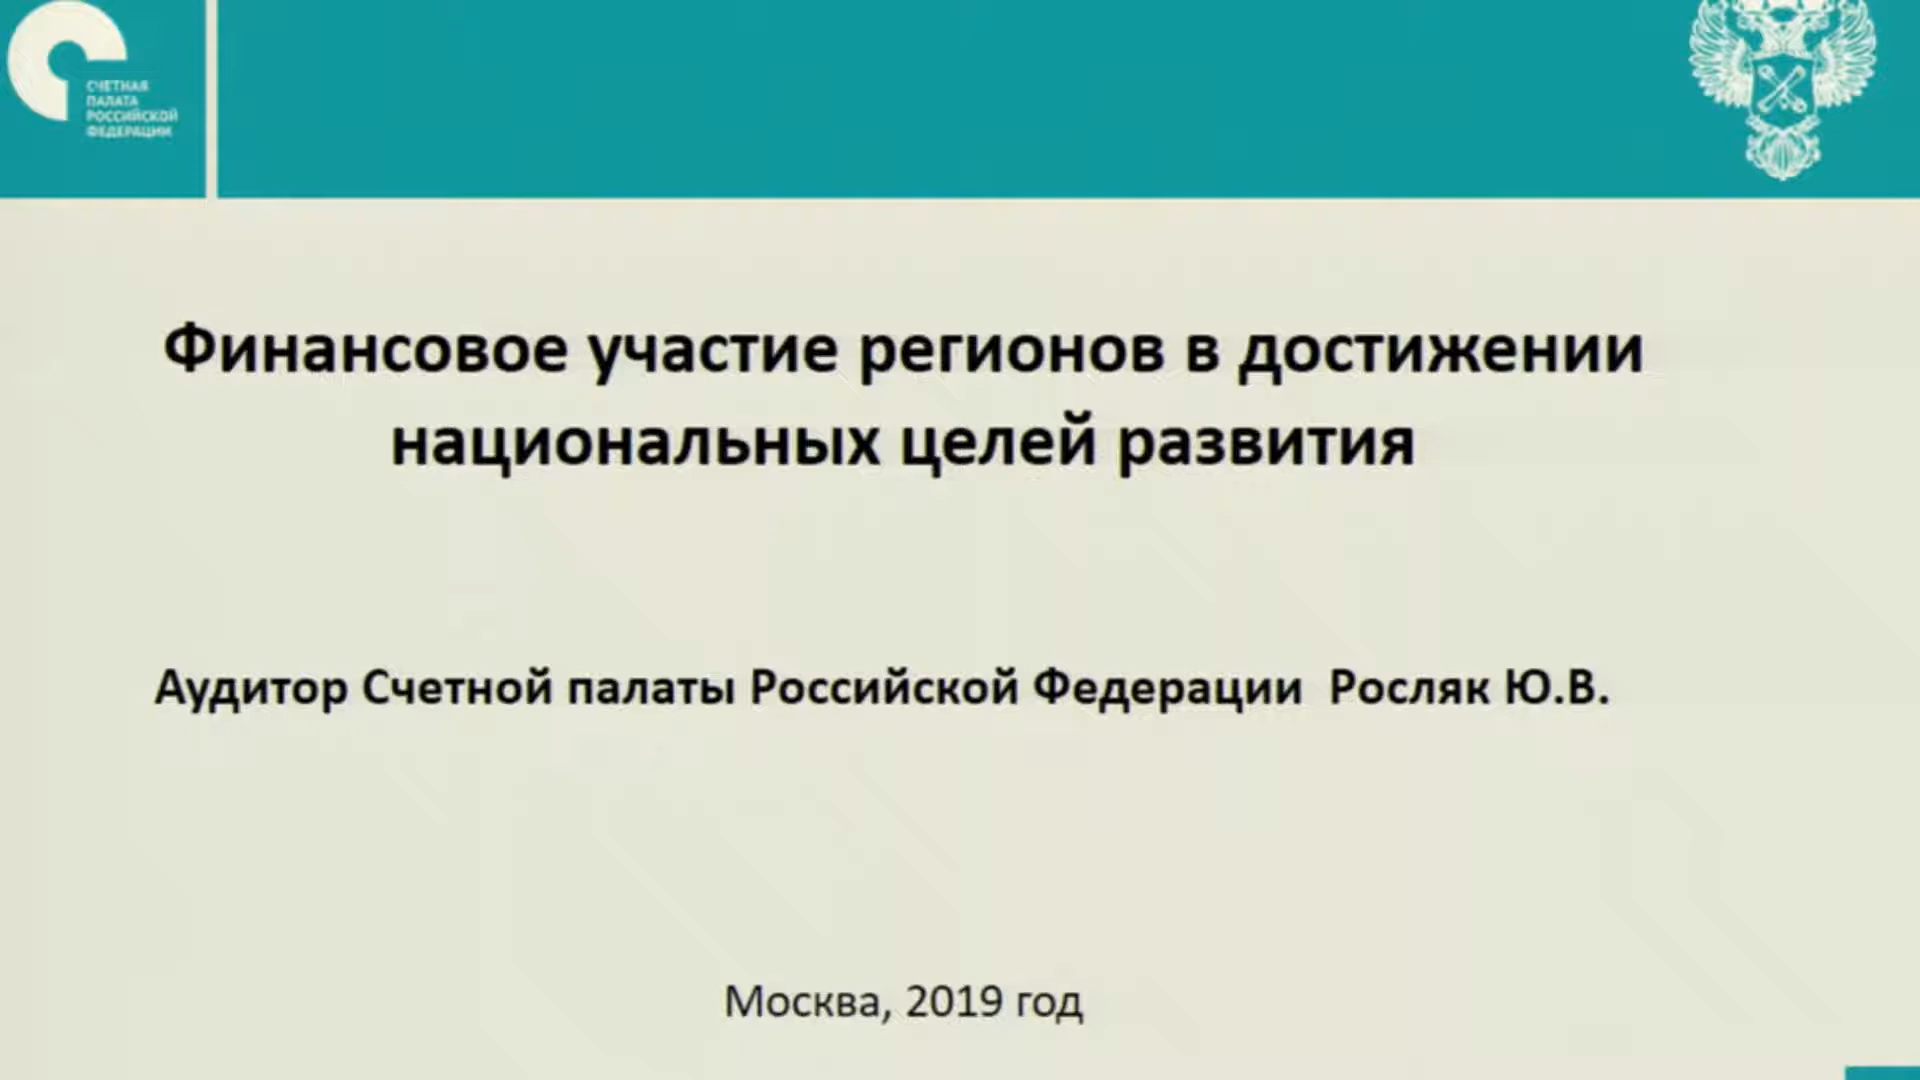 СЧЕТНАЯ
ПАЛАТА
РОССИЙСКОЙ
ФЕДЕРАЦИИ
Финансовое участие регионов в достижении
национальных целей развития
Аудитор Счетной палаты Российской Федерации Росляк Ю.В.
Москва, 2019 год